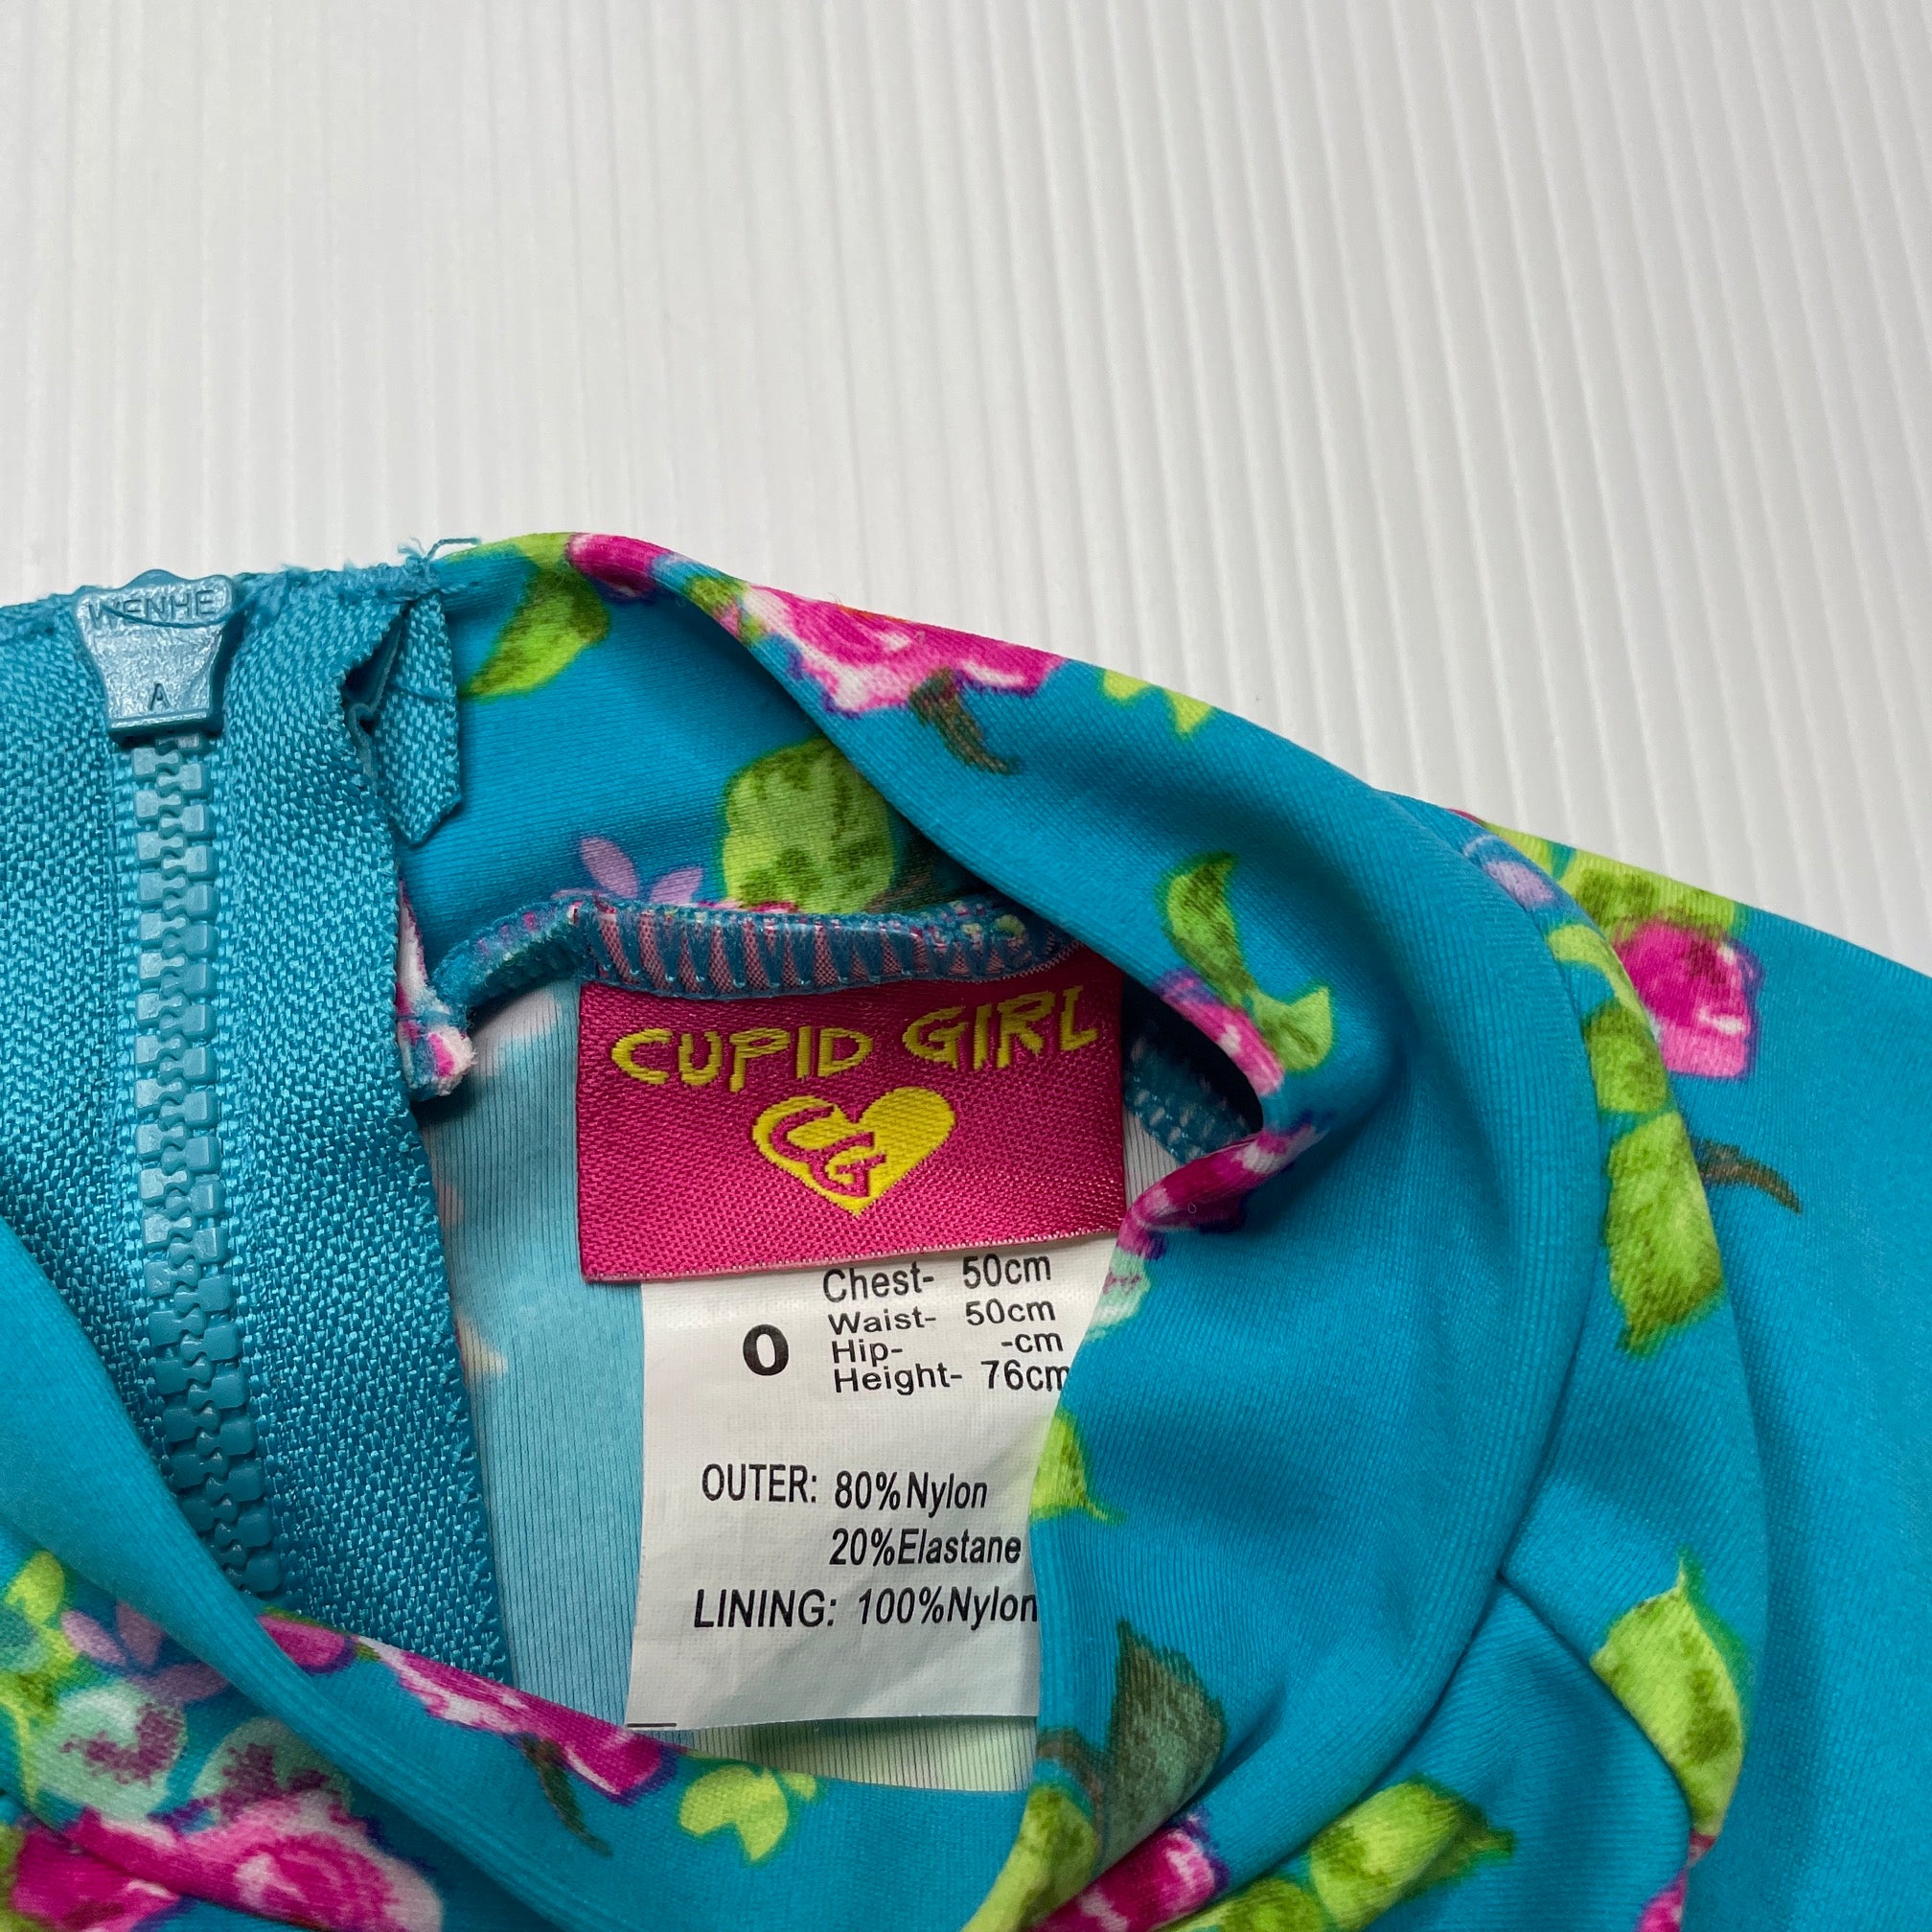 WENHE
A
CUPID GIRL
CG
0
Chest- 50cm
Waist- 50cm
Hip- -cm
Height- 76cm
OUTER: 80%Nylon
20%Elastane
LINING: 100%Nylon